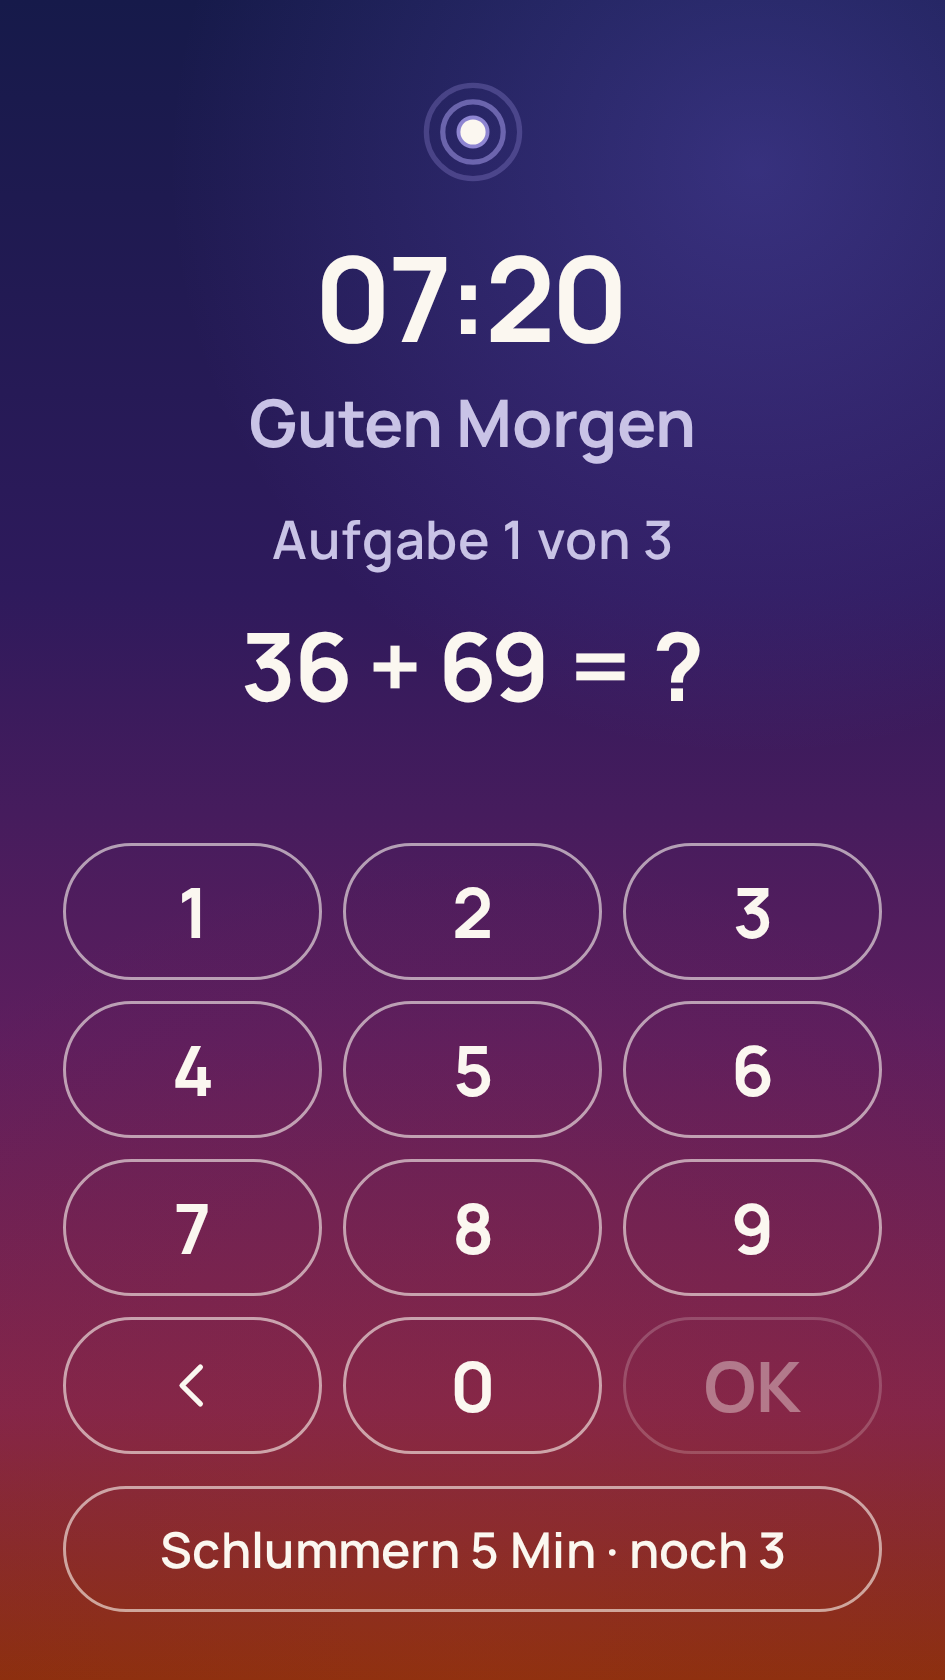 07:20
Guten Morgen
Aufgabe 1 von 3
36 + 69 = ?
1 2 3
4 5 6
7 8 9
0 OK
Schlummern 5 Min · noch 3